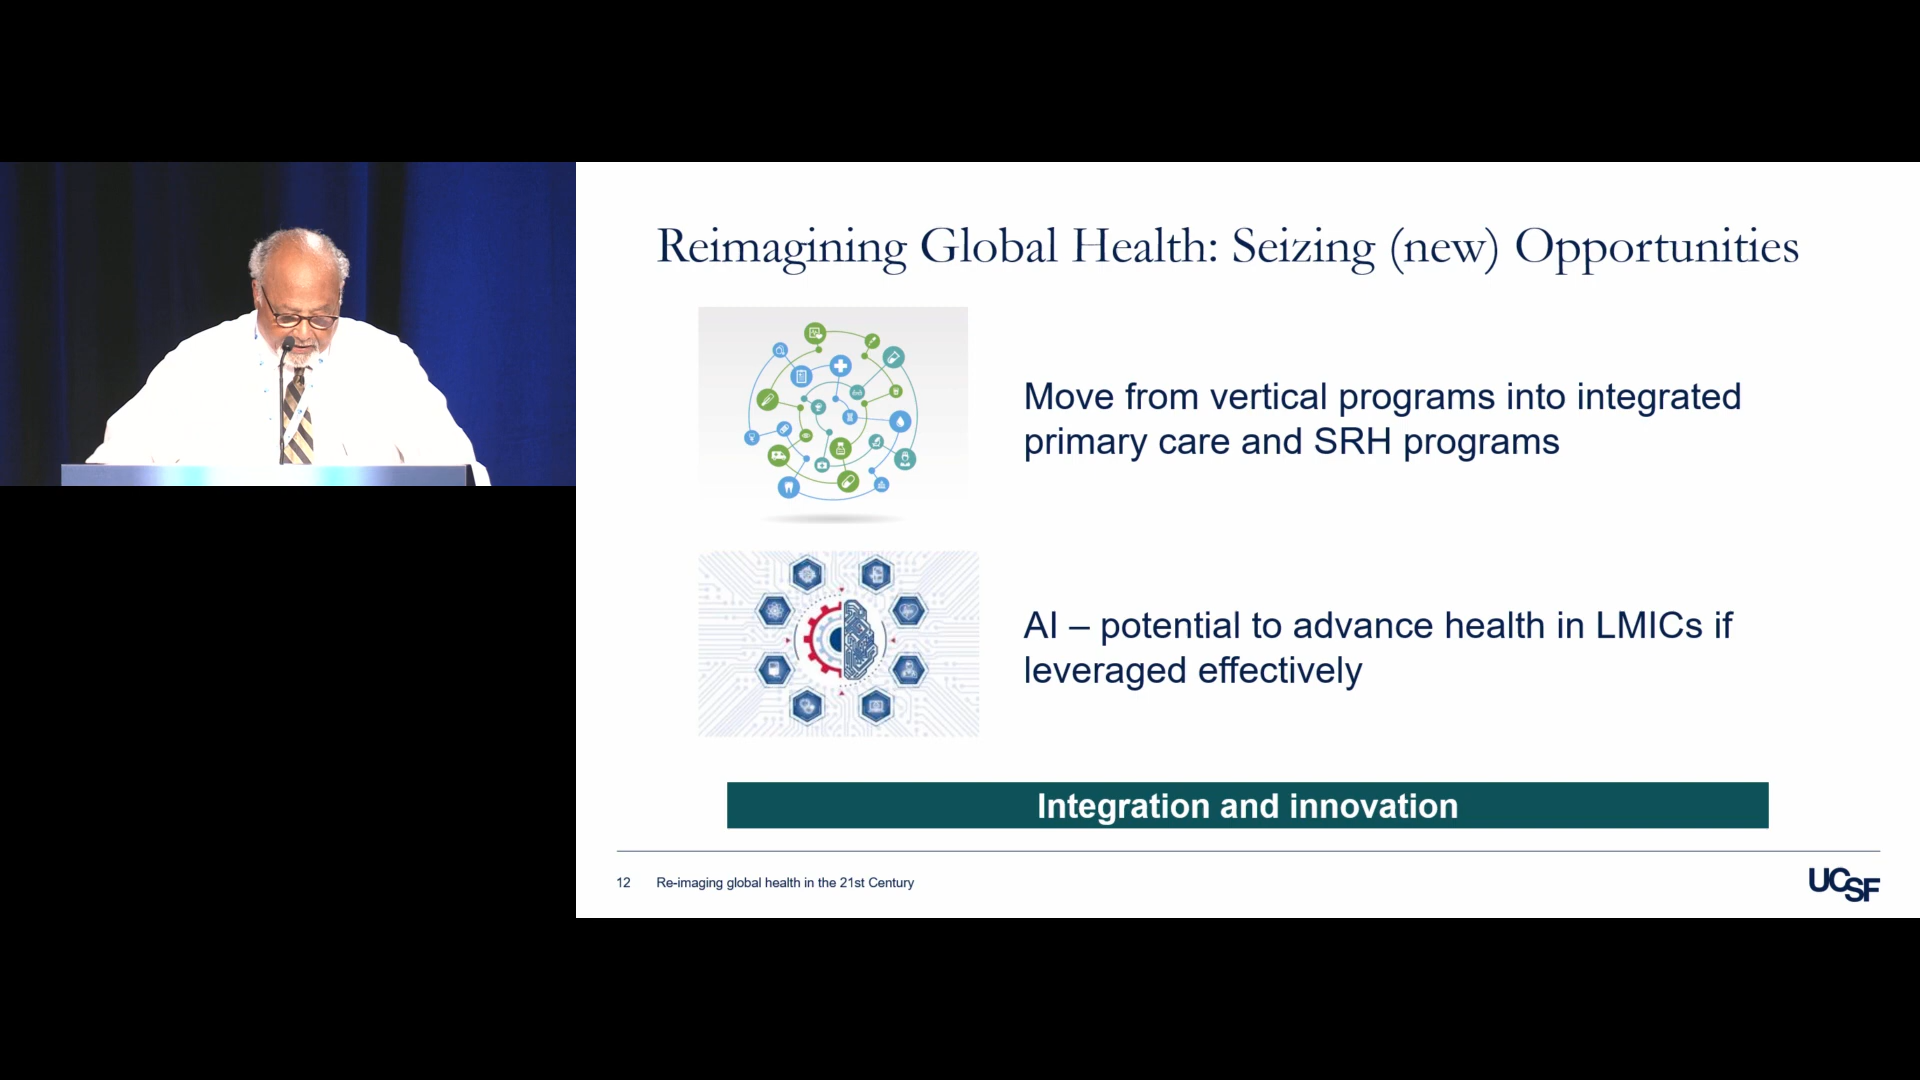 Reimagining Global Health: Seizing (new) Opportunities
Move from vertical programs into integrated
primary care and SRH programs
AI – potential to advance health in LMICs if
leveraged effectively
Integration and innovation
12 Re-imaging global health in the 21st Century
UCSF